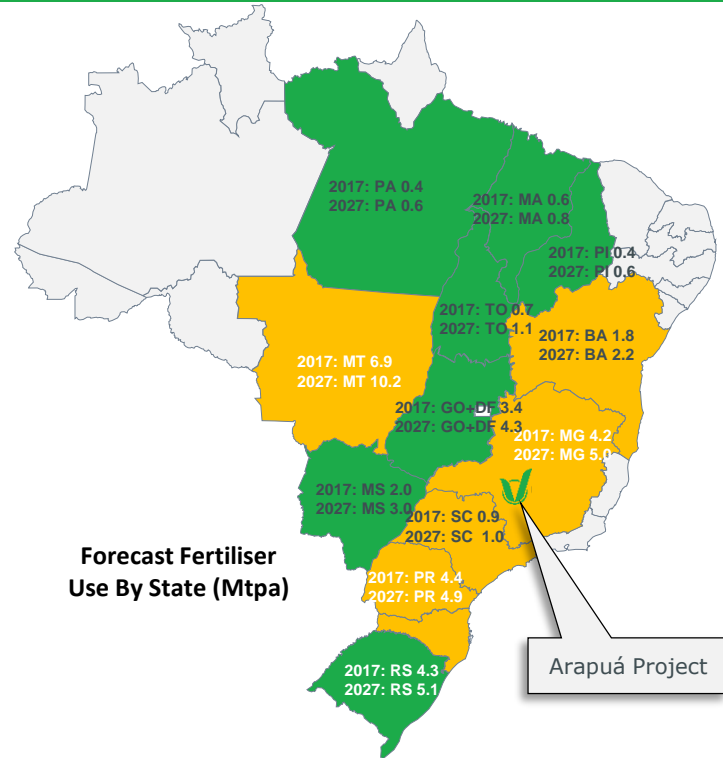 2017: PA 0.4
2027: PA 0.6
2017: MA 0.6
2027: MA 0.8
2017: PI 0.4
2027: PI 0.6
2017: TO 0.7
2027: TO 1.1
2017: BA 1.8
2027: BA 2.2
2017: MT 6.9
2027: MT 10.2
2017: GO+DF 3.4
2027: GO+DF 4.3
2017: MG 4.2
2027: MG 5.0
2017: MS 2.0
2027: MS 3.0
2017: SC 0.9
2027: SC 1.0
Forecast Fertiliser
Use By State (Mtpa)
2017: PR 4.4
2027: PR 4.9
Arapuá Project
2017: RS 4.3
2027: RS 5.1